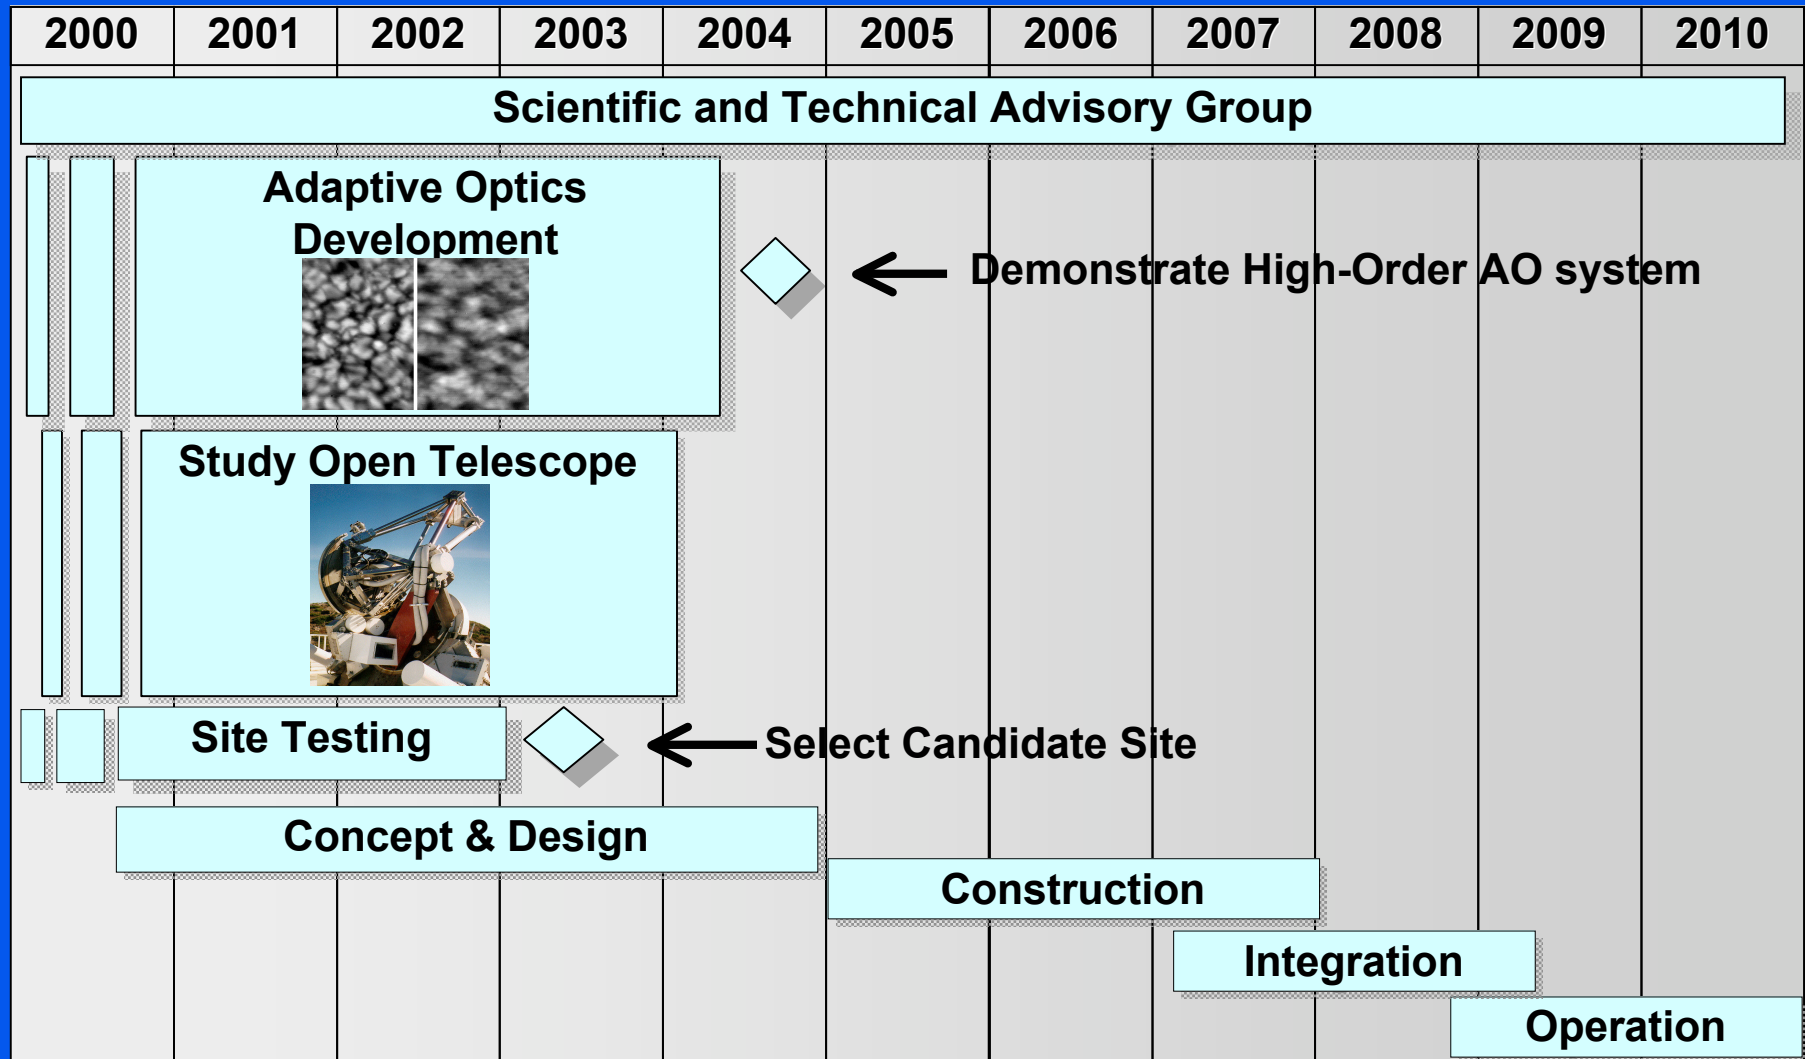 2000 2001 2002 2003 2004 2005 2006 2007 2008 2009 2010
Scientific and Technical Advisory Group
Adaptive Optics
Development
Demonstrate High-Order AO system
Study Open Telescope
Site Testing
Select Candidate Site
Concept & Design
Construction
Integration
Operation